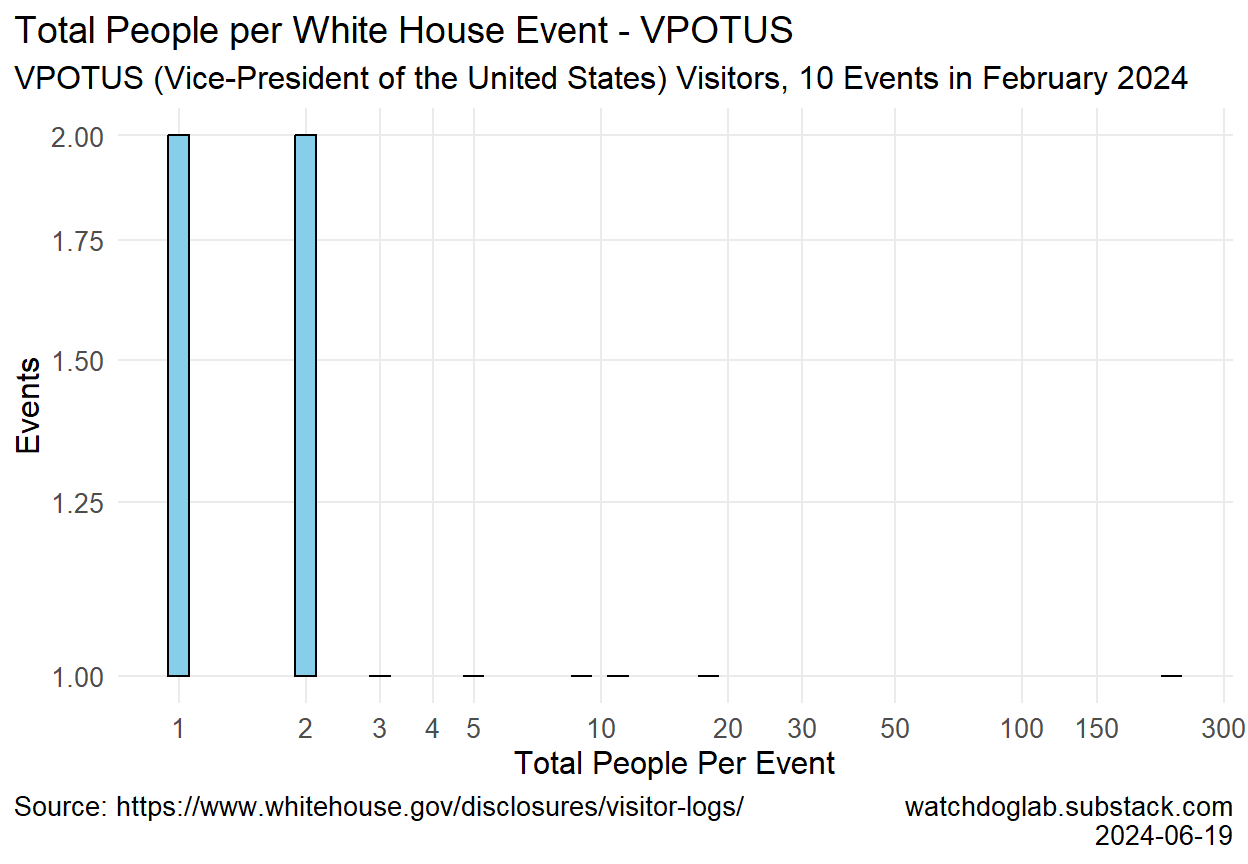 Total People per White House Event - VPOTUS
VPOTUS (Vice-President of the United States) Visitors, 10 Events in February 2024
2.00
1.75
1.50
1.25
1.00
Events
1 2 3 4 5 10 20 30 50 100 150 300
Total People Per Event
Source: https://www.whitehouse.gov/disclosures/visitor-logs/
watchdoglab.substack.com
2024-06-19